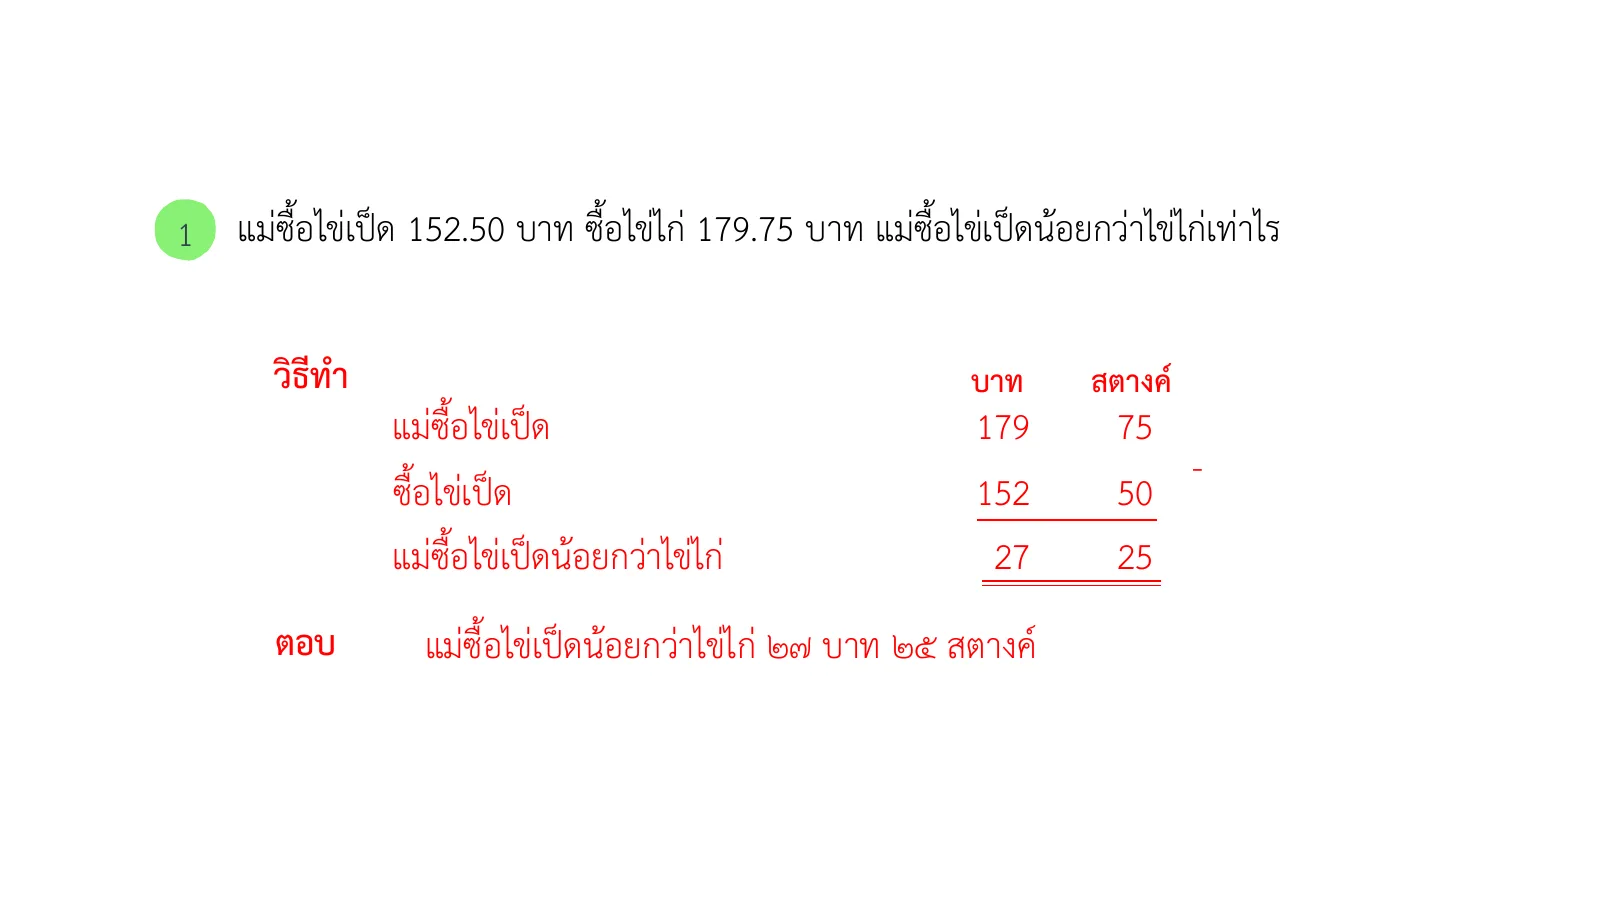 1 แม่ซื้อไข่เป็ด 152.50 บาท ซื้อไข่ไก่ 179.75 บาท แม่ซื้อไข่เป็ดน้อยกว่าไข่ไก่เท่าไร
วิธีทำ บาท สตางค์
แม่ซื้อไข่เป็ด 179 75
-
ซื้อไข่เป็ด 152 50
แม่ซื้อไข่เป็ดน้อยกว่าไข่ไก่ 27 25
ตอบ แม่ซื้อไข่เป็ดน้อยกว่าไข่ไก่ ๒๗ บาท ๒๕ สตางค์